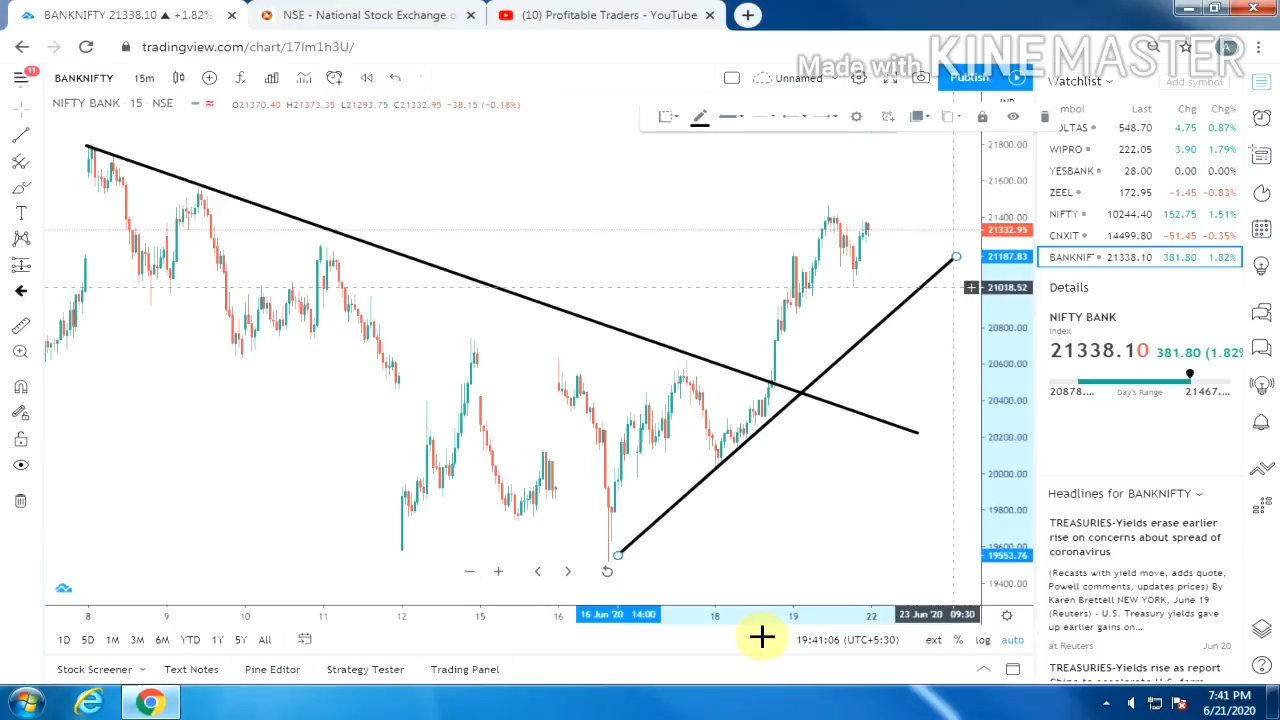 BANKNIFTY 21338.10 ▲ +1.82%
NSE - National Stock Exchange of
(10) Profitable Traders - YouTube
tradingview.com/chart/17lm1h3U/
Made with KINEMASTER
11
BANKNIFTY 15m
Unnamed
Publish
Watchlist
Add symbol
NIFTY BANK • 15 • NSE
O21370.40 H21373.35 L21293.75 C21332.95 −38.15 (−0.18%)
Last Chg Chg%
548.70 4.75 0.87%
WIPRO 222.05 3.90 1.79%
YESBANK 28.00 0.00 0.00%
ZEEL 172.95 −1.45 −0.83%
NIFTY 10244.40 152.75 1.51%
CNXIT 14499.80 −51.45 −0.35%
BANKNIF 21338.10 381.80 1.82%
21800.00
21600.00
21400.00
21332.95
21187.83
21018.52
20800.00
20600.00
20400.00
20200.00
20000.00
19800.00
19553.76
19400.00
Details
NIFTY BANK
Index
21338.10 381.80 (1.82%
20878.... Day's Range 21467....
Headlines for BANKNIFTY
TREASURIES-Yields erase earlier
rise on concerns about spread of
coronavirus
(Recasts with yield move, adds quote,
Powell comments, updates prices) By
Karen Brettell NEW YORK, June 19
(Reuters) - U.S. Treasury yields gave
up earlier gains on...
at Reuters Jun 20
TREASURIES-Yields rise as report
8 9 10 11 12 15 16 16 Jun '20 14:00 18 19 22 23 Jun '20 09:30
1D 5D 1M 3M 6M YTD 1Y 5Y All
19:41:06 (UTC+5:30) ext % log auto
Stock Screener Text Notes Pine Editor Strategy Tester Trading Panel
7:41 PM
6/21/2020